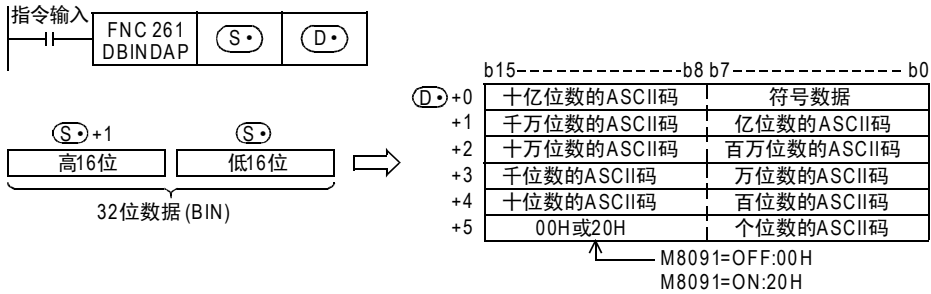 指令输入
FNC 261
DBINDAP
S·
D·
b15 b8 b7 b0
D· +0 十亿位数的ASCII码 符号数据
+1 千万位数的ASCII码 亿位数的ASCII码
+2 十万位数的ASCII码 百万位数的ASCII码
+3 千位数的ASCII码 万位数的ASCII码
+4 十位数的ASCII码 百位数的ASCII码
+5 00H或20H 个位数的ASCII码
S· +1 S·
高16位 低16位
32位数据 (BIN)
M8091=OFF:00H
M8091=ON:20H